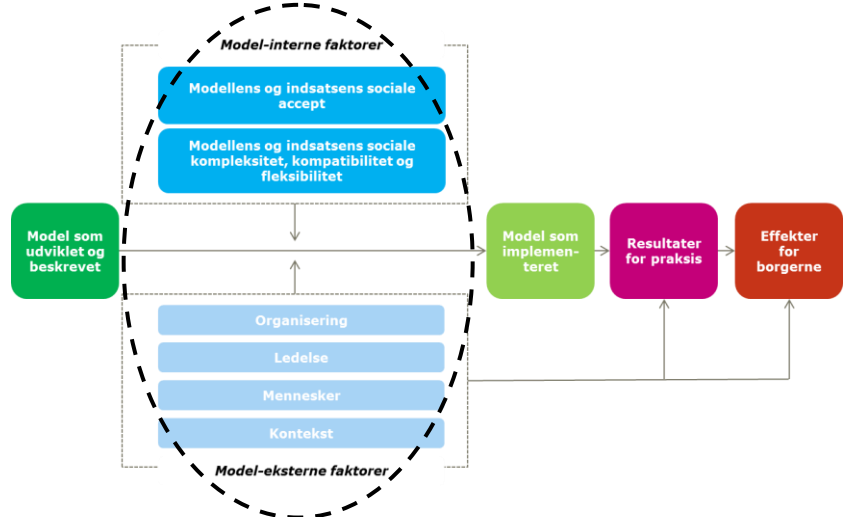 Model-interne faktorer
Modellens og indsatsens sociale
accept
Modellens og indsatsens sociale
kompleksitet, kompatibilitet og
fleksibilitet
Model som
udviklet og
beskrevet
Model som
implemen-
teret
Resultater
for praksis
Effekter
for
borgerne
Organisering
Ledelse
Mennesker
Kontekst
Model-eksterne faktorer